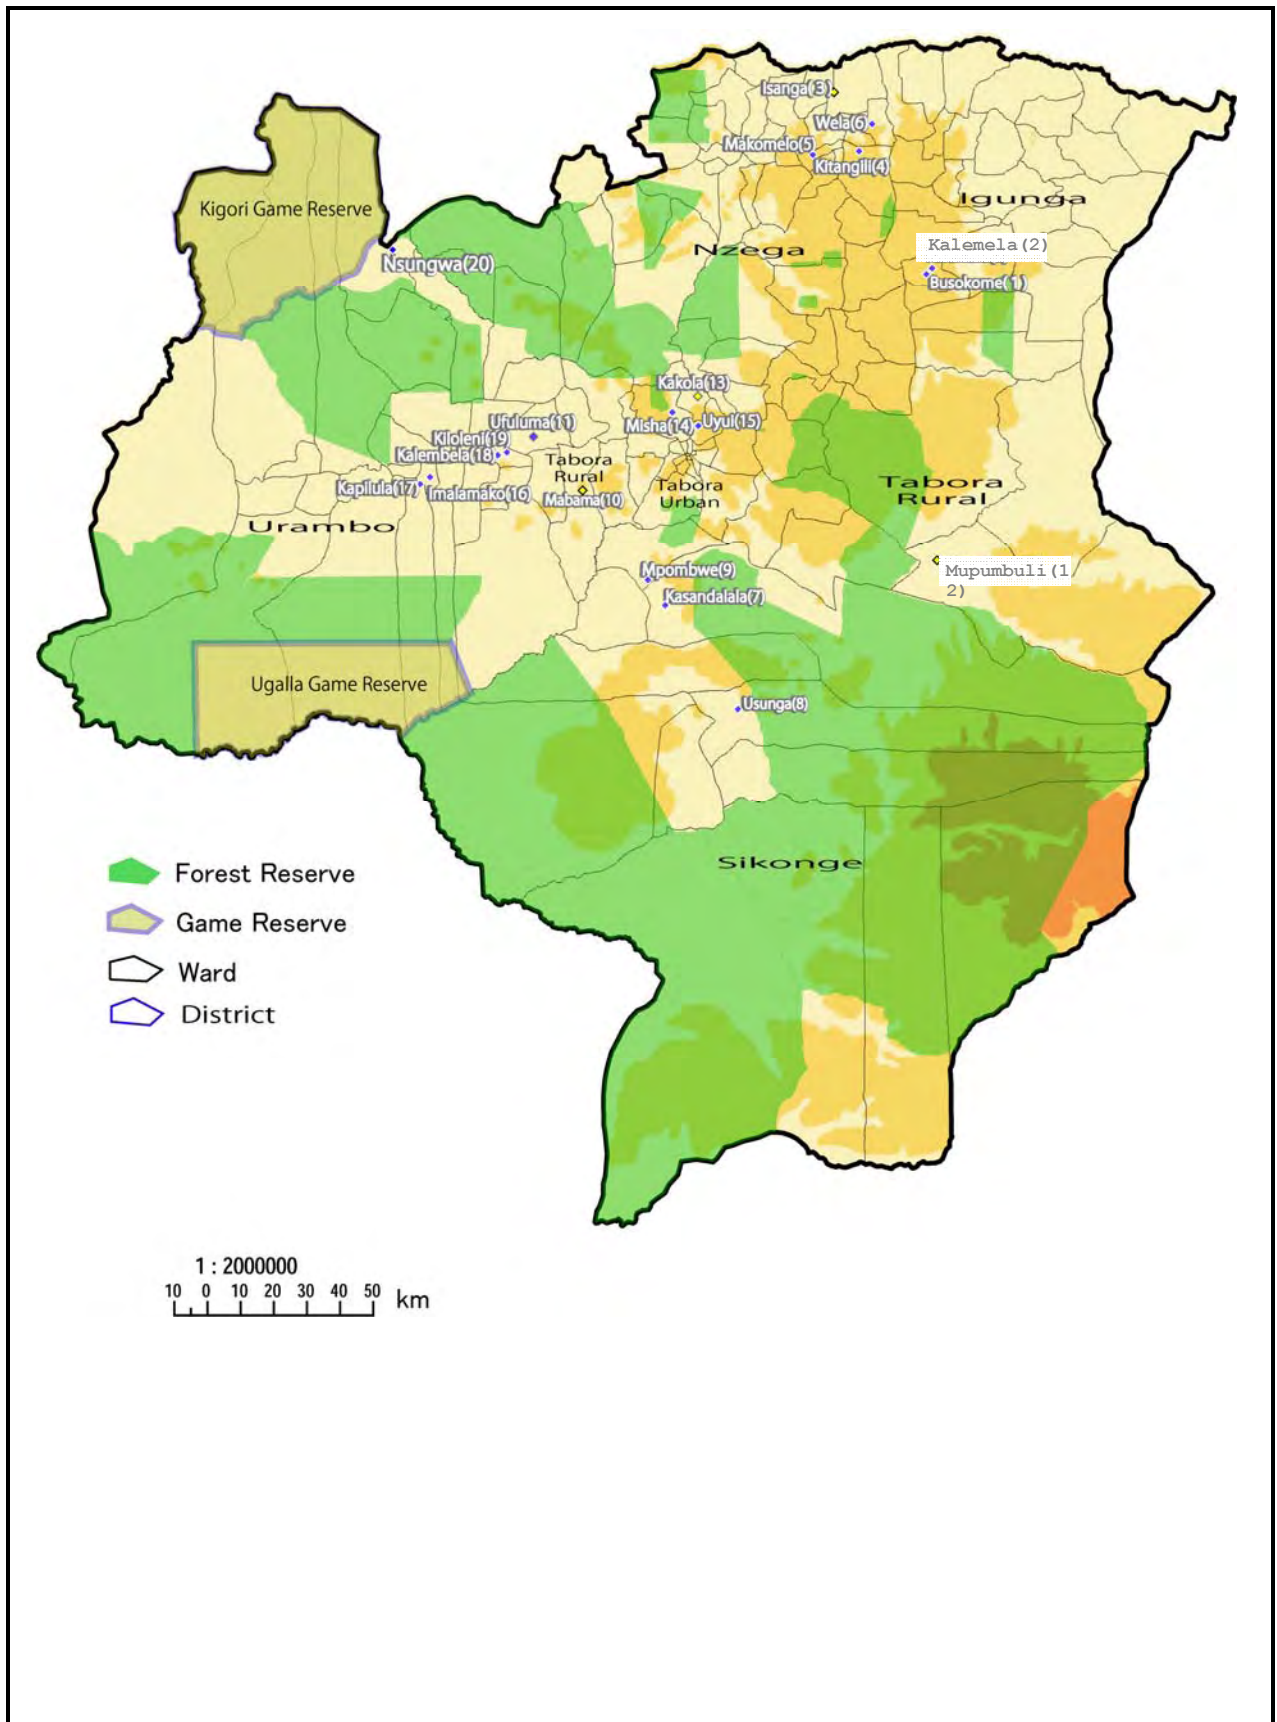 Isanga(3)
Wela(6)
Makomelo(5)
Kitangili(4)
Igunga
Kigori Game Reserve
Nzega
Kalemela(2)
Nsungwa(20)
Busokome(1)
Kakola(13)
Ufuluma(11)
Misha(14)
Uyui(15)
Kiloleni(19)
Kalembela(18)
Tabora
Rural
Tabora
Urban
Tabora
Rural
Kapilula(17)
Imalamako(16)
Mabama(10)
Urambo
Mpombwe(9)
Mupumbuli(1
2)
Kasandalala(7)
Ugalla Game Reserve
Usunga(8)
Sikonge
Forest Reserve
Game Reserve
Ward
District
1 : 2000000
10 0 10 20 30 40 50 km